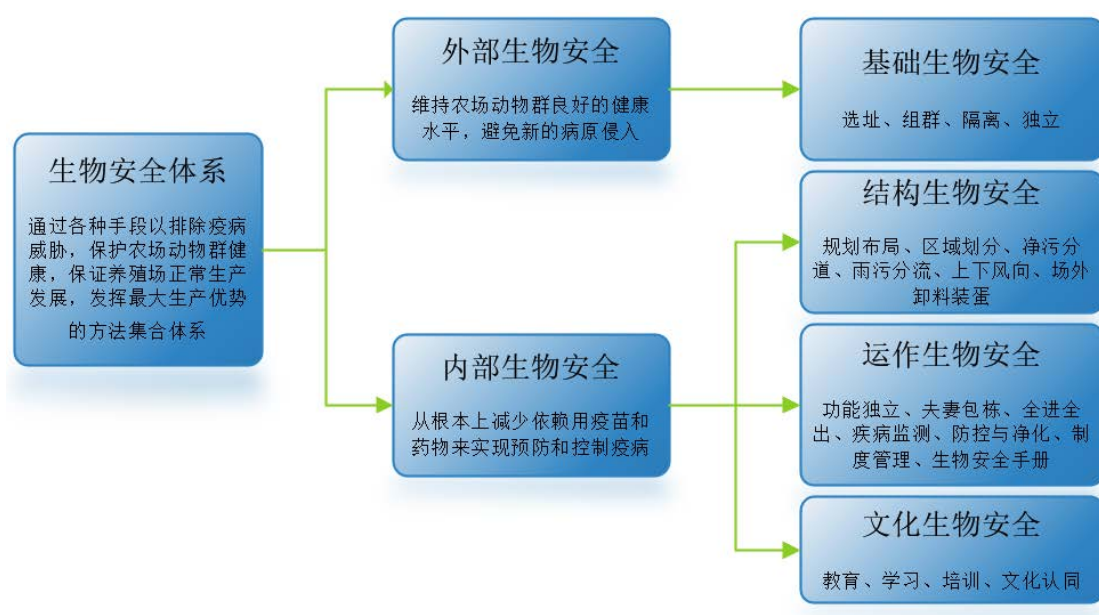 生物安全体系
通过各种手段以排除疫病
威胁，保护农场动物群健
康，保证养殖场正常生产
发展，发挥最大生产优势
的方法集合体系
外部生物安全
维持农场动物群良好的健康
水平，避免新的病原侵入
内部生物安全
从根本上减少依赖用疫苗和
药物来实现预防和控制疫病
基础生物安全
选址、组群、隔离、独立
结构生物安全
规划布局、区域划分、净污分
道、雨污分流、上下风向、场外
卸料装蛋
运作生物安全
功能独立、夫妻包栋、全进全
出、疾病监测、防控与净化、制
度管理、生物安全手册
文化生物安全
教育、学习、培训、文化认同